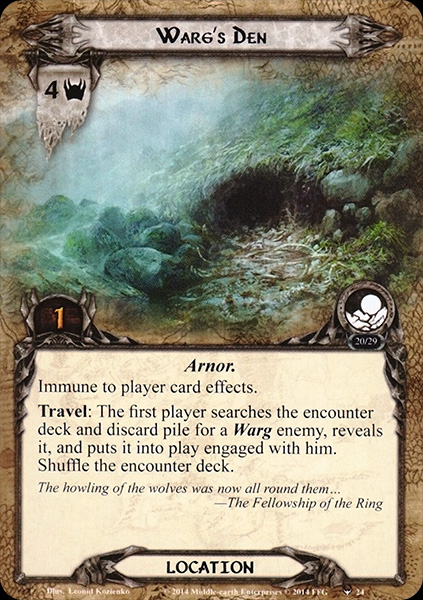 Warg's Den
4
1
20/29
Arnor.
Immune to player card effects.
Travel: The first player searches the encounter
deck and discard pile for a Warg enemy, reveals
it, and puts it into play engaged with him.
Shuffle the encounter deck.
The howling of the wolves was now all round them…
—The Fellowship of the Ring
LOCATION
Illus. Leonid Kozienko © 2014 Middle-earth Enterprises © 2014 FFG 24